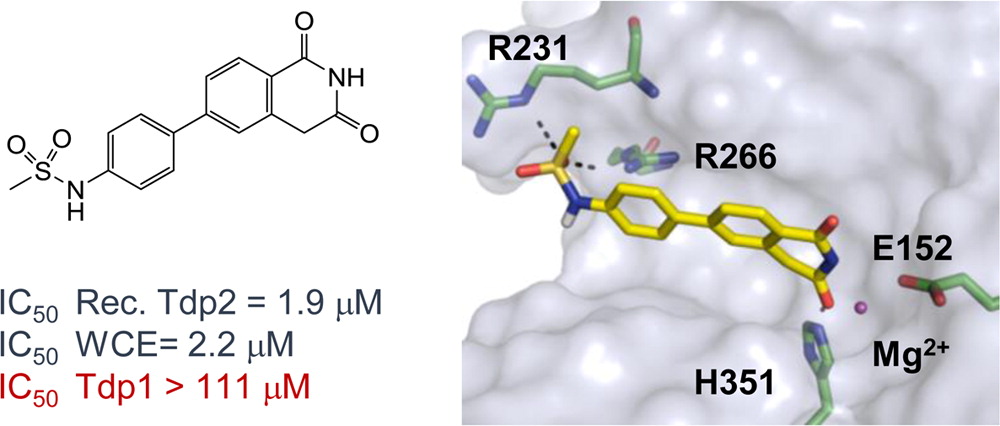 O
NH
O
O
O
S
N
H
IC50 Rec. Tdp2 = 1.9 μM
IC50 WCE= 2.2 μM
IC50 Tdp1 > 111 μM
R231
R266
E152
Mg2+
H351